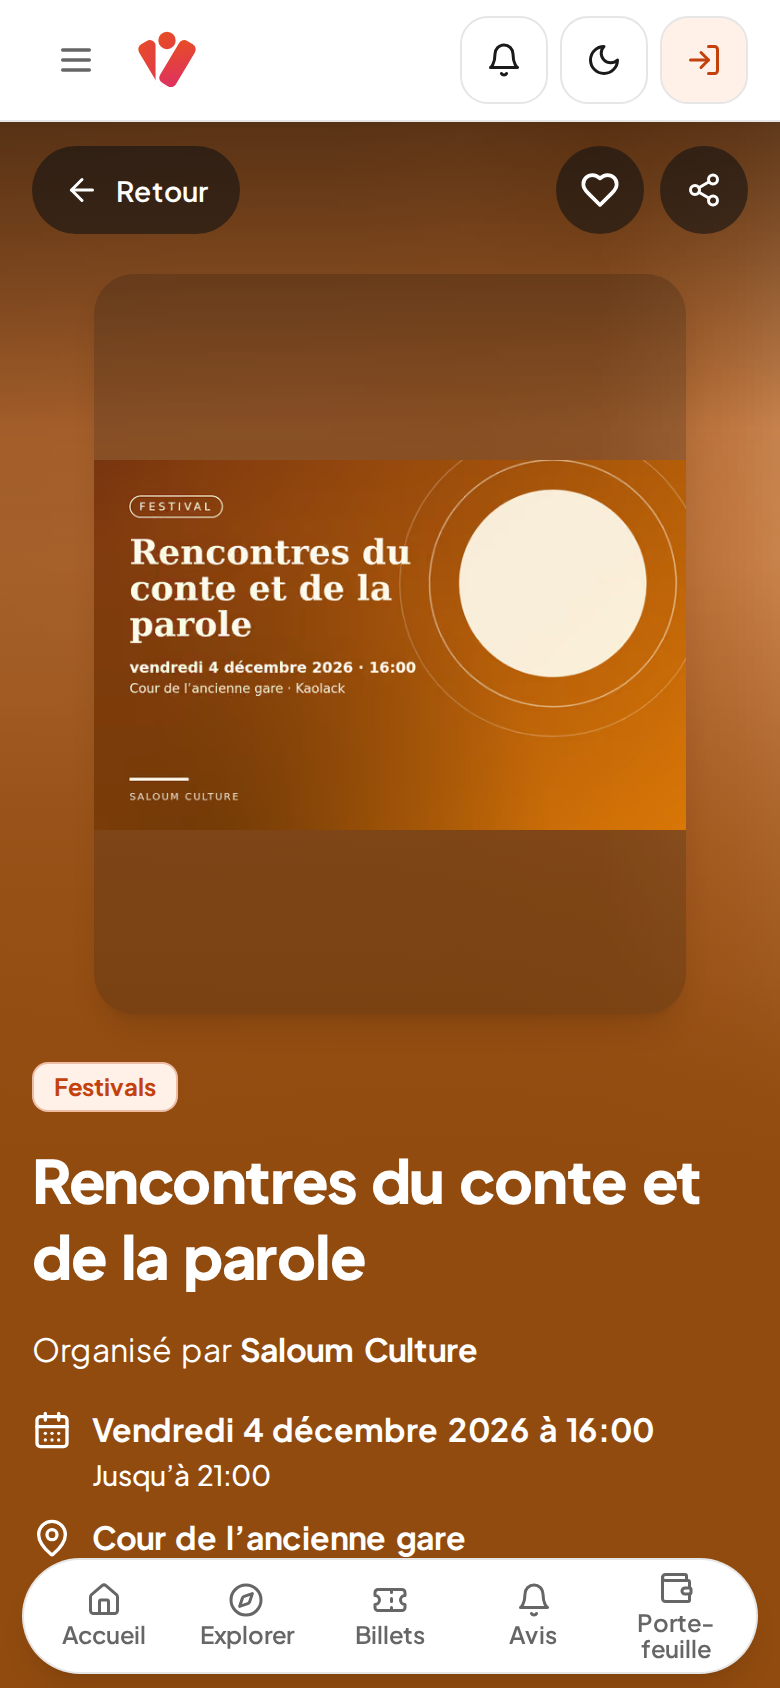 Retour
FESTIVAL
Rencontres du
conte et de la
parole
vendredi 4 décembre 2026 · 16:00
Cour de l’ancienne gare · Kaolack
SALOUM CULTURE
Festivals
Rencontres du conte et
de la parole
Organisé par Saloum Culture
Vendredi 4 décembre 2026 à 16:00
Jusqu’à 21:00
Cour de l’ancienne gare
Accueil
Explorer
Billets
Avis
Porte-
feuille